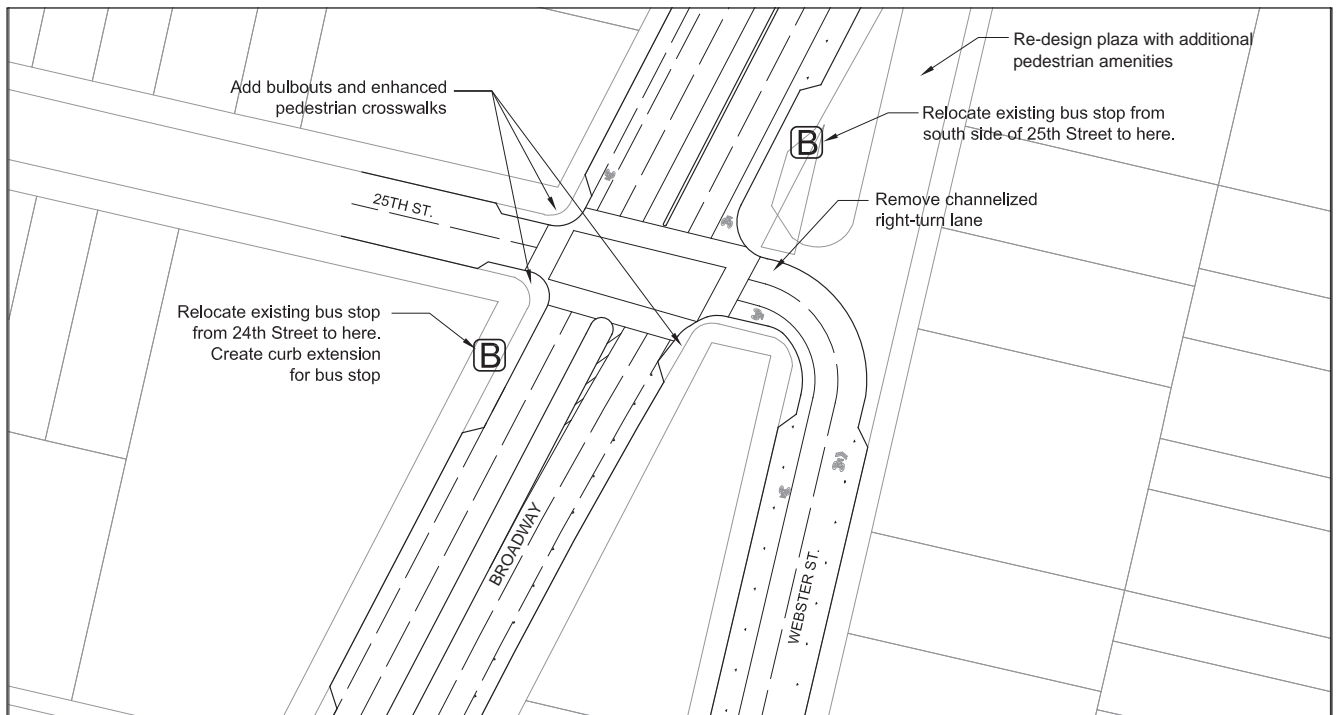 Re-design plaza with additional
pedestrian amenities
Add bulbouts and enhanced
pedestrian crosswalks
Relocate existing bus stop from
south side of 25th Street to here.
B
Remove channelized
right-turn lane
25TH ST.
Relocate existing bus stop
from 24th Street to here.
Create curb extension
for bus stop
B
BROADWAY
WEBSTER ST.